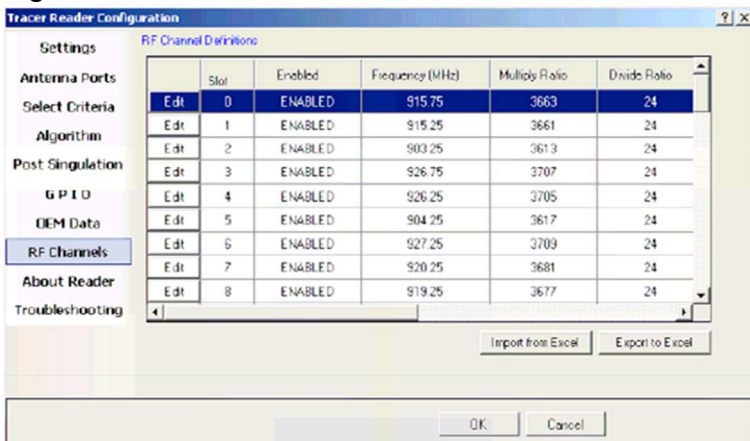 Tracer Reader Configuration
? X
Settings
Antenna Ports
Select Criteria
Algorithm
Post Singulation
GPIO
OEM Data
RF Channels
About Reader
Troubleshooting
RF Channel Definitions
Slot Enabled Frequency (MHz) Multiply Ratio Divide Ratio
Edit 0 ENABLED 915.75 3663 24
Edit 1 ENABLED 915.25 3661 24
Edit 2 ENABLED 903.25 3613 24
Edit 3 ENABLED 926.75 3707 24
Edit 4 ENABLED 926.25 3705 24
Edit 5 ENABLED 904.25 3617 24
Edit 6 ENABLED 927.25 3709 24
Edit 7 ENABLED 920.25 3681 24
Edit 8 ENABLED 919.25 3677 24
Import from Excel Export to Excel
OK Cancel